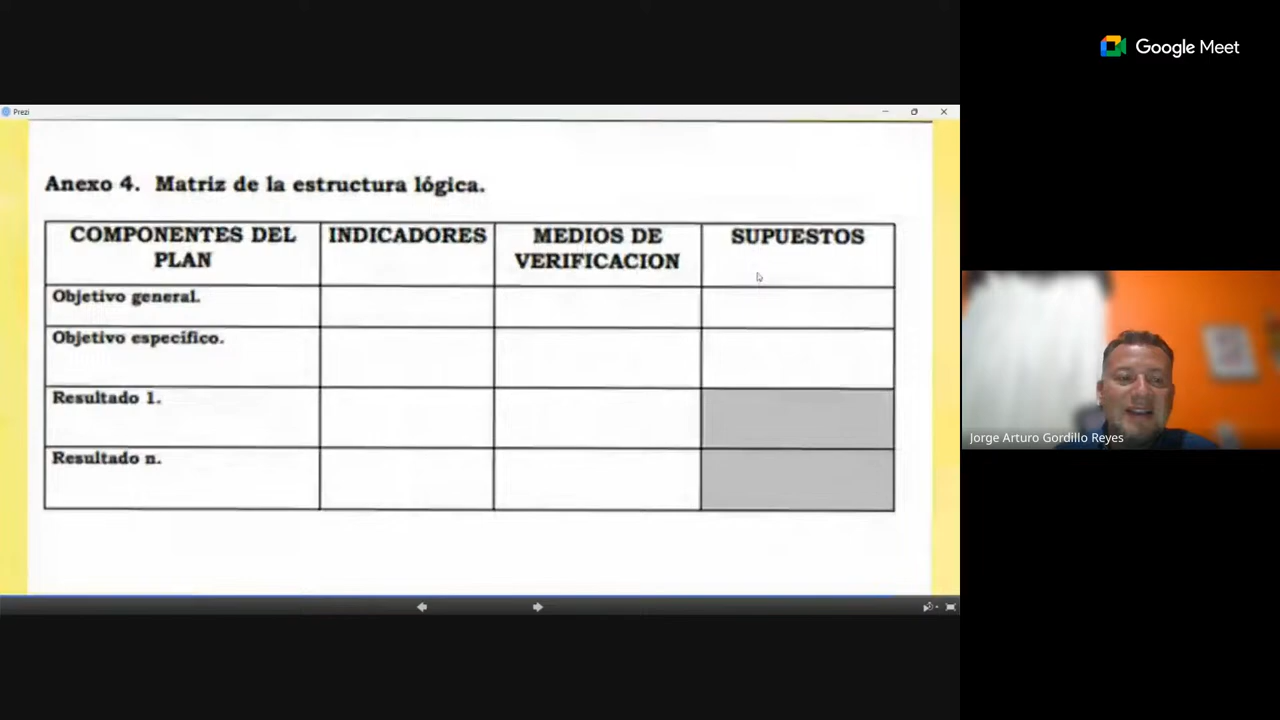 Google Meet
Prezi
Anexo 4. Matriz de la estructura lógica.
COMPONENTES DEL
PLAN
INDICADORES
MEDIOS DE
VERIFICACION
SUPUESTOS
Objetivo general.
Objetivo específico.
Resultado 1.
Resultado n.
Jorge Arturo Gordillo Reyes